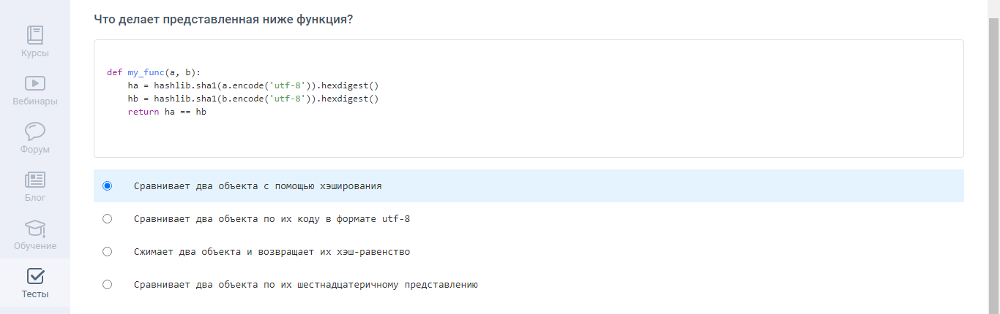 Что делает представленная ниже функция?
Курсы
Вебинары
Форум
Блог
Обучение
Тесты
def my_func(a, b):
    ha = hashlib.sha1(a.encode('utf-8')).hexdigest()
    hb = hashlib.sha1(b.encode('utf-8')).hexdigest()
    return ha == hb
Сравнивает два объекта с помощью хэширования
Сравнивает два объекта по их коду в формате utf-8
Сжимает два объекта и возвращает их хэш-равенство
Сравнивает два объекта по их шестнадцатеричному представлению